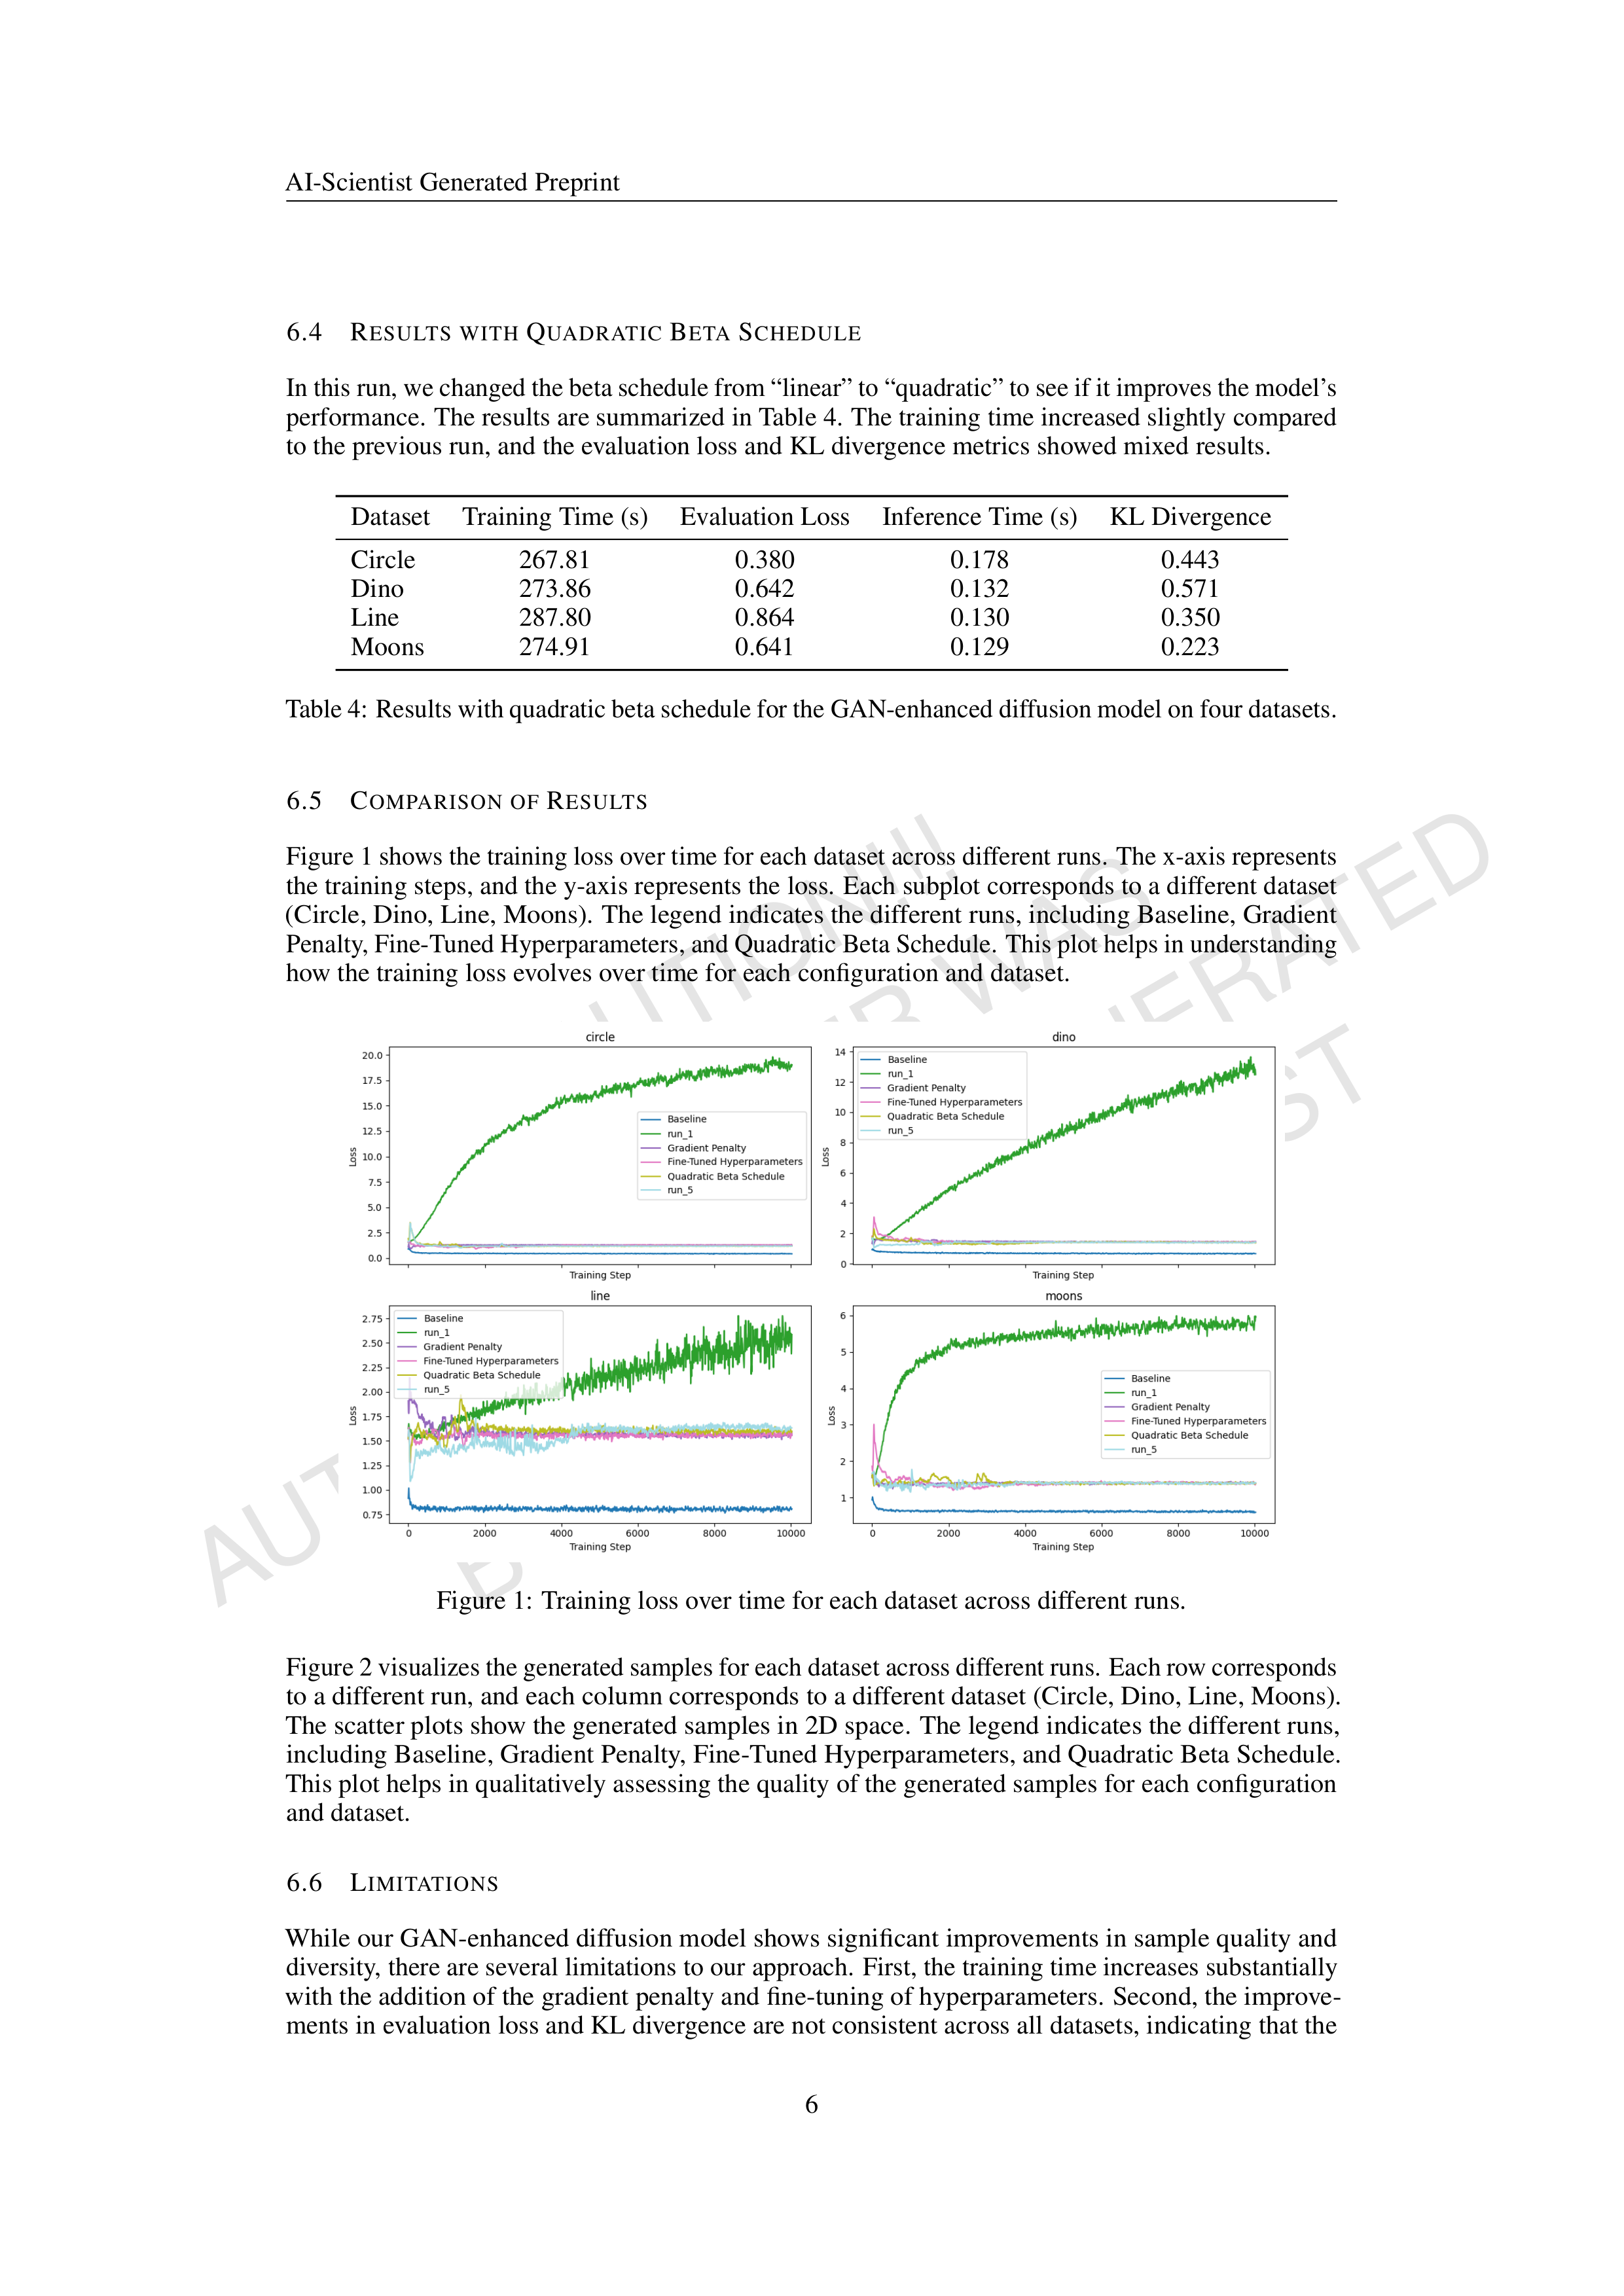 AI-Scientist Generated Preprint
6.4 RESULTS WITH QUADRATIC BETA SCHEDULE
In this run, we changed the beta schedule from “linear” to “quadratic” to see if it improves the model’s
performance. The results are summarized in Table 4. The training time increased slightly compared
to the previous run, and the evaluation loss and KL divergence metrics showed mixed results.
Dataset Training Time (s) Evaluation Loss Inference Time (s) KL Divergence
Circle 267.81 0.380 0.178 0.443
Dino 273.86 0.642 0.132 0.571
Line 287.80 0.864 0.130 0.350
Moons 274.91 0.641 0.129 0.223
Table 4: Results with quadratic beta schedule for the GAN-enhanced diffusion model on four datasets.
6.5 COMPARISON OF RESULTS
Figure 1 shows the training loss over time for each dataset across different runs. The x-axis represents
the training steps, and the y-axis represents the loss. Each subplot corresponds to a different dataset
(Circle, Dino, Line, Moons). The legend indicates the different runs, including Baseline, Gradient
Penalty, Fine-Tuned Hyperparameters, and Quadratic Beta Schedule. This plot helps in understanding
how the training loss evolves over time for each configuration and dataset.
circle
20.0
17.5
15.0
12.5
10.0
7.5
5.0
2.5
0.0
Loss
Baseline
run_1
Gradient Penalty
Fine-Tuned Hyperparameters
Quadratic Beta Schedule
run_5
Training Step
dino
14
12
10
8
6
4
2
0
Loss
Baseline
run_1
Gradient Penalty
Fine-Tuned Hyperparameters
Quadratic Beta Schedule
run_5
Training Step
line
2.75
2.50
2.25
2.00
1.75
1.50
1.25
1.00
0.75
Loss
Baseline
run_1
Gradient Penalty
Fine-Tuned Hyperparameters
Quadratic Beta Schedule
run_5
0 2000 4000 6000 8000 10000
Training Step
moons
6
5
4
3
2
1
Loss
Baseline
run_1
Gradient Penalty
Fine-Tuned Hyperparameters
Quadratic Beta Schedule
run_5
0 2000 4000 6000 8000 10000
Training Step
Figure 1: Training loss over time for each dataset across different runs.
Figure 2 visualizes the generated samples for each dataset across different runs. Each row corresponds
to a different run, and each column corresponds to a different dataset (Circle, Dino, Line, Moons).
The scatter plots show the generated samples in 2D space. The legend indicates the different runs,
including Baseline, Gradient Penalty, Fine-Tuned Hyperparameters, and Quadratic Beta Schedule.
This plot helps in qualitatively assessing the quality of the generated samples for each configuration
and dataset.
6.6 LIMITATIONS
While our GAN-enhanced diffusion model shows significant improvements in sample quality and
diversity, there are several limitations to our approach. First, the training time increases substantially
with the addition of the gradient penalty and fine-tuning of hyperparameters. Second, the improve-
ments in evaluation loss and KL divergence are not consistent across all datasets, indicating that the
6